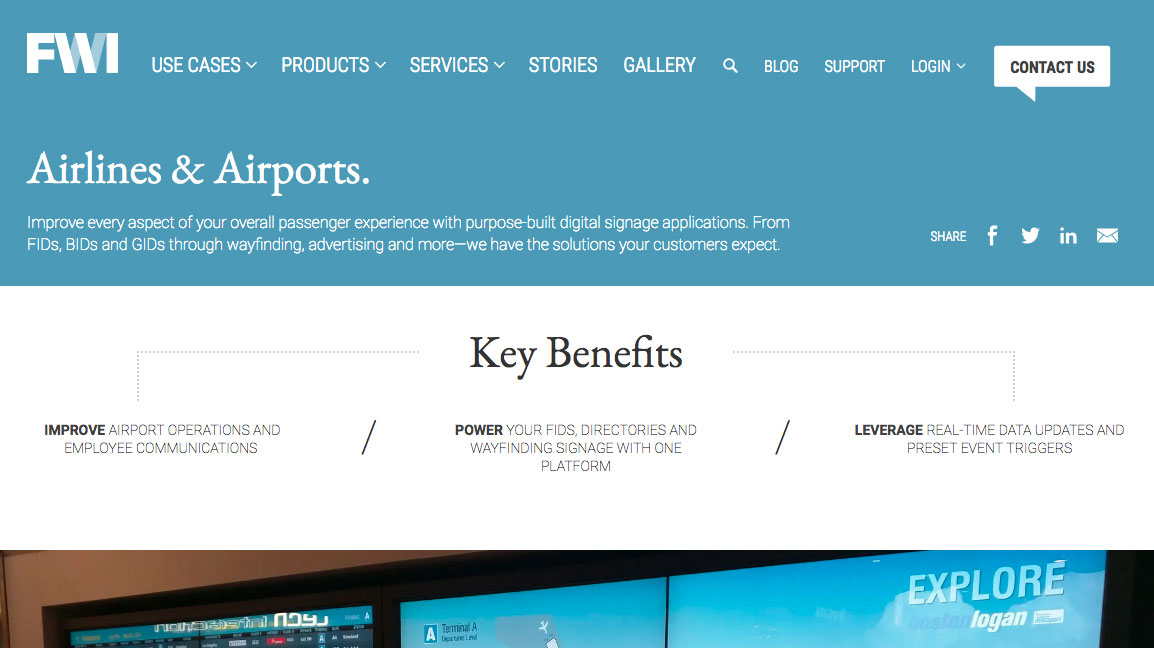 FWI
USE CASES PRODUCTS SERVICES STORIES GALLERY BLOG SUPPORT LOGIN CONTACT US
Airlines & Airports.
Improve every aspect of your overall passenger experience with purpose-built digital signage applications. From
FIDs, BIDs and GIDs through wayfinding, advertising and more—we have the solutions your customers expect.
SHARE
Key Benefits
IMPROVE AIRPORT OPERATIONS AND
EMPLOYEE COMMUNICATIONS
/
POWER YOUR FIDS, DIRECTORIES AND
WAYFINDING SIGNAGE WITH ONE
PLATFORM
/
LEVERAGE REAL-TIME DATA UPDATES AND
PRESET EVENT TRIGGERS
EXPLORE
boston logan
A Terminal A
Departures Level